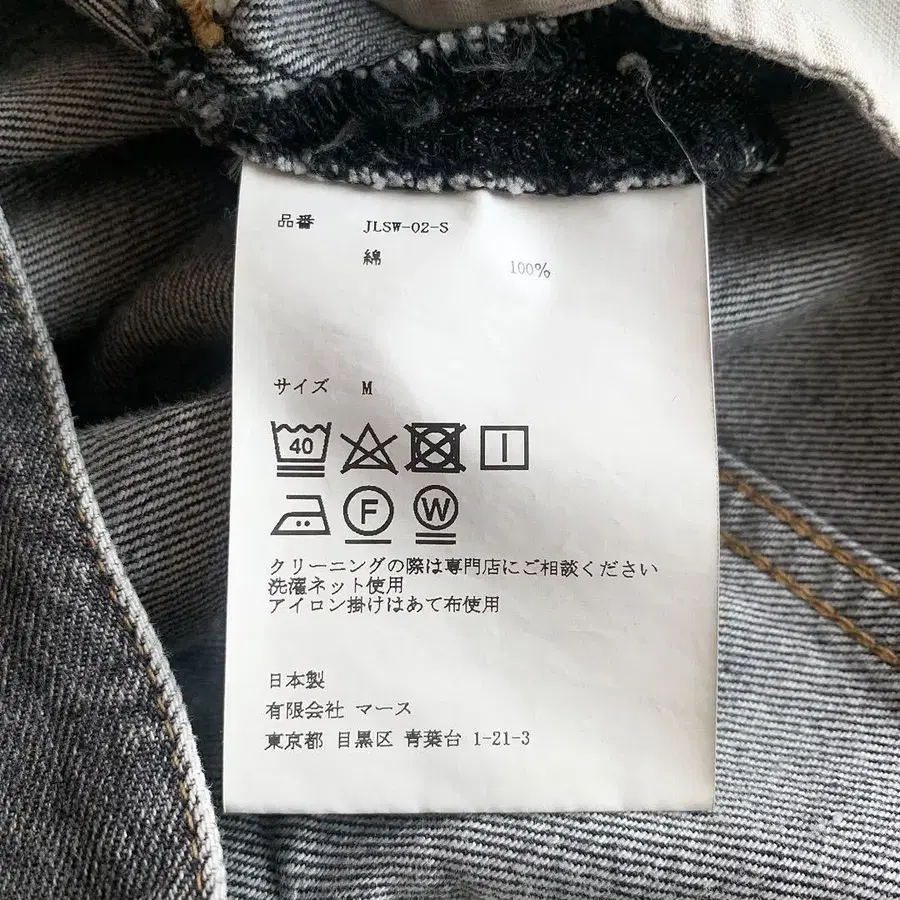 品番 JLSW-02-S
綿 100%
サイズ M
40
F W
クリーニングの際は専門店にご相談ください
洗濯ネット使用
アイロン掛けはあて布使用
日本製
有限会社 マース
東京都 目黒区 青葉台 1-21-3